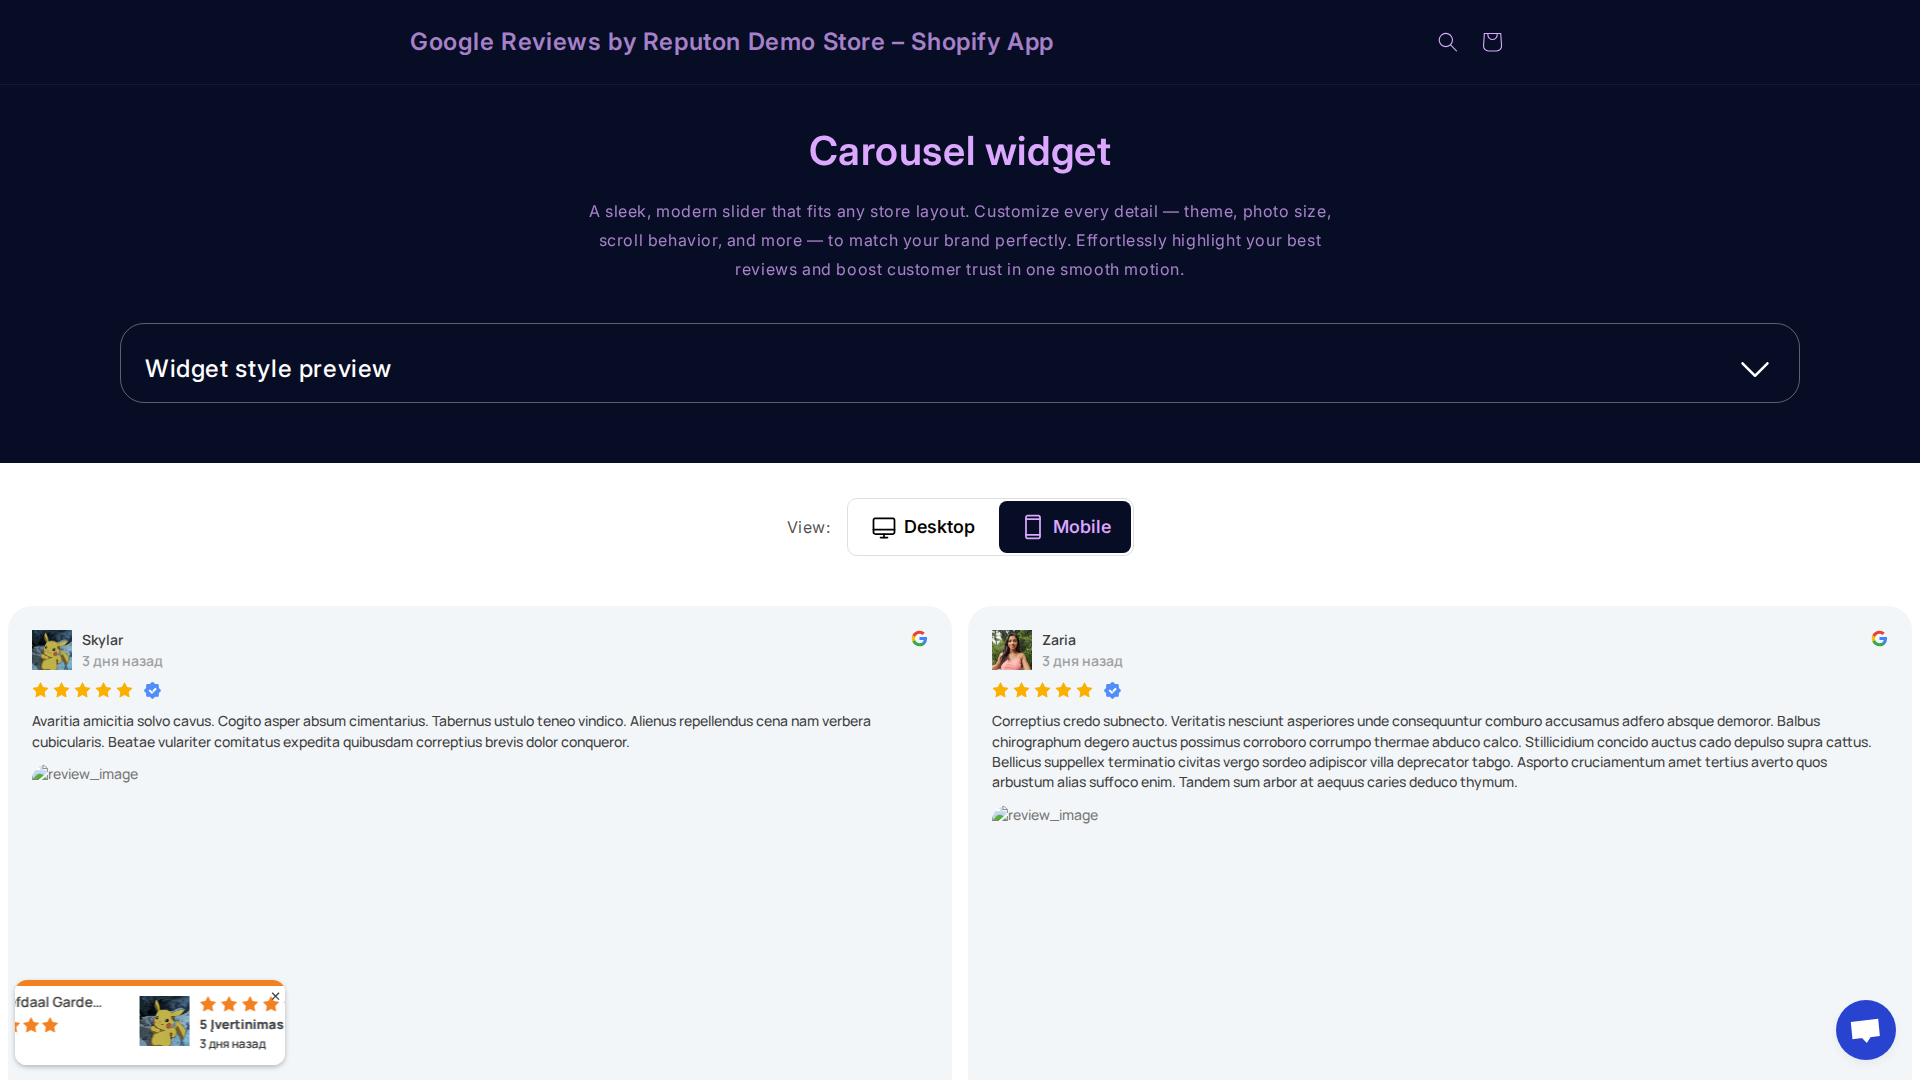 Google Reviews by Reputon Demo Store – Shopify App
Carousel widget
A sleek, modern slider that fits any store layout. Customize every detail — theme, photo size,
scroll behavior, and more — to match your brand perfectly. Effortlessly highlight your best
reviews and boost customer trust in one smooth motion.
Widget style preview
View:
Desktop
Mobile
Skylar
3 дня назад
Avaritia amicitia solvo cavus. Cogito asper absum cimentarius. Tabernus ustulo teneo vindico. Alienus repellendus cena nam verbera
cubicularis. Beatae vulariter comitatus expedita quibusdam correptius brevis dolor conqueror.
review_image
Zaria
3 дня назад
Correptius credo subnecto. Veritatis nesciunt asperiores unde consequuntur comburo accusamus adfero absque demoror. Balbus
chirographum degero auctus possimus corroboro corrumpo thermae abduco calco. Stillicidium concido auctus cado depulso supra cattus.
Bellicus suppellex terminatio civitas vergo sordeo adipiscor villa deprecator tabgo. Asporto cruciamentum amet tertius averto quos
arbustum alias suffoco enim. Tandem sum arbor at aequus caries deduco thymum.
review_image
fdaal Garde...
5 Įvertinimas
3 дня назад